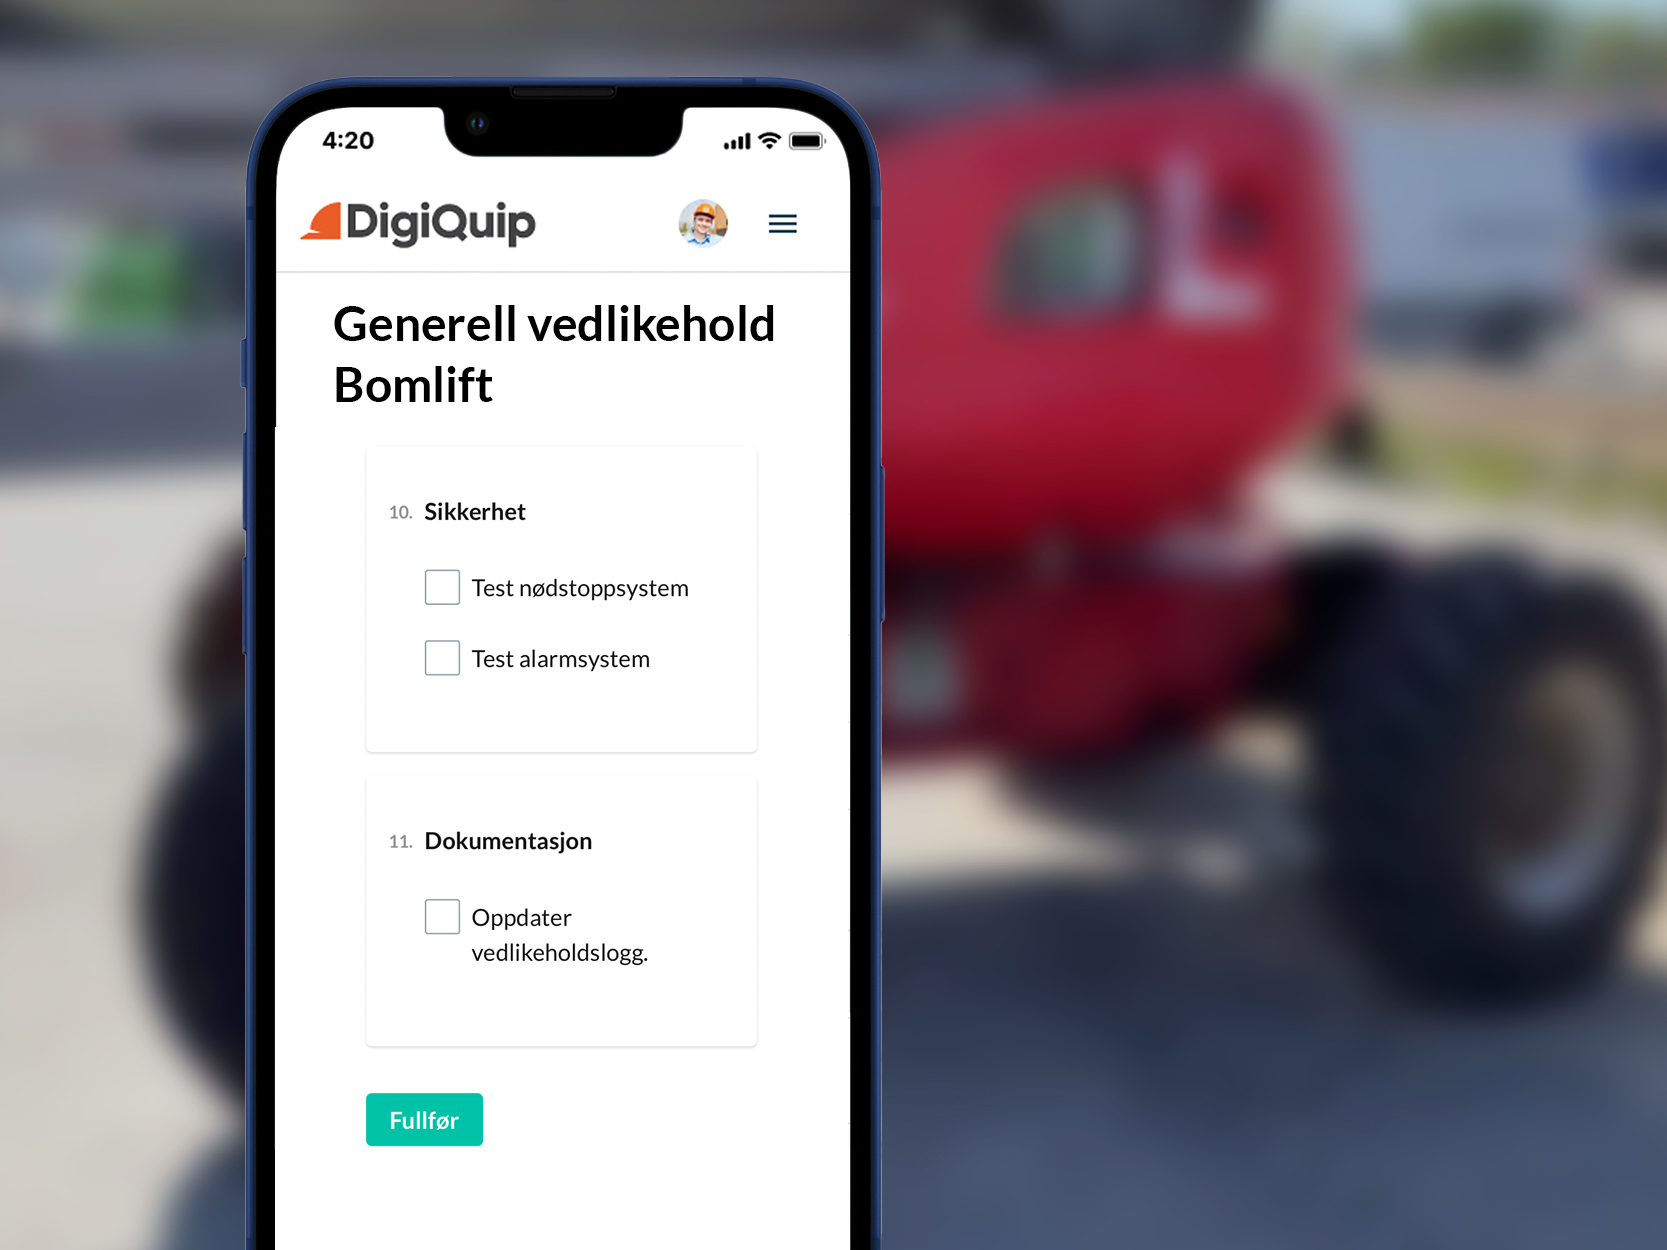 4:20
DigiQuip
Generell vedlikehold
Bomlift
10. Sikkerhet
Test nødstoppsystem
Test alarmsystem
11. Dokumentasjon
Oppdater
vedlikeholdslogg.
Fullfør